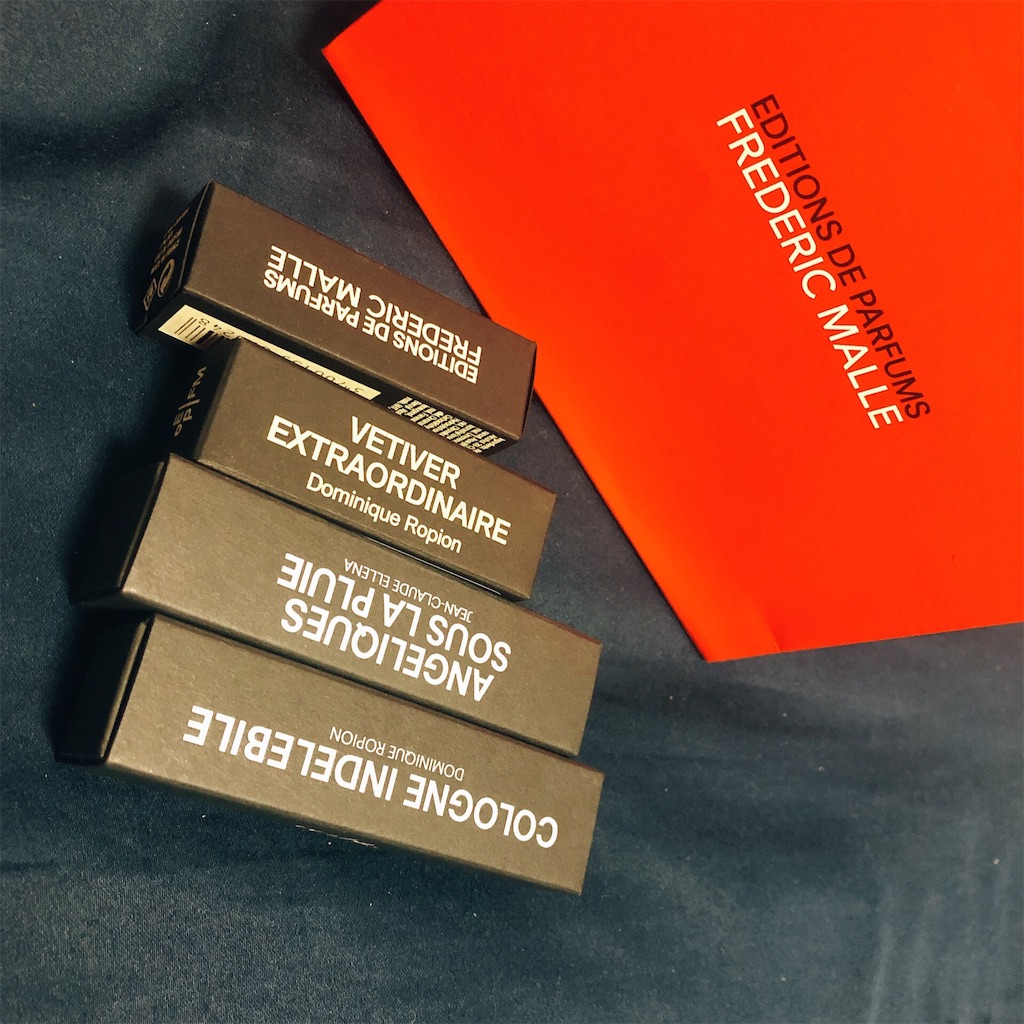 EDITIONS DE PARFUMS
FREDERIC MALLE
EDITIONS DE PARFUMS
FREDERIC MALLE
VETIVER
EXTRAORDINAIRE
Dominique Ropion
ANGELIQUES
SOUS LA PLUIE
JEAN-CLAUDE ELLENA
COLOGNE INDELEBILE
DOMINIQUE ROPION